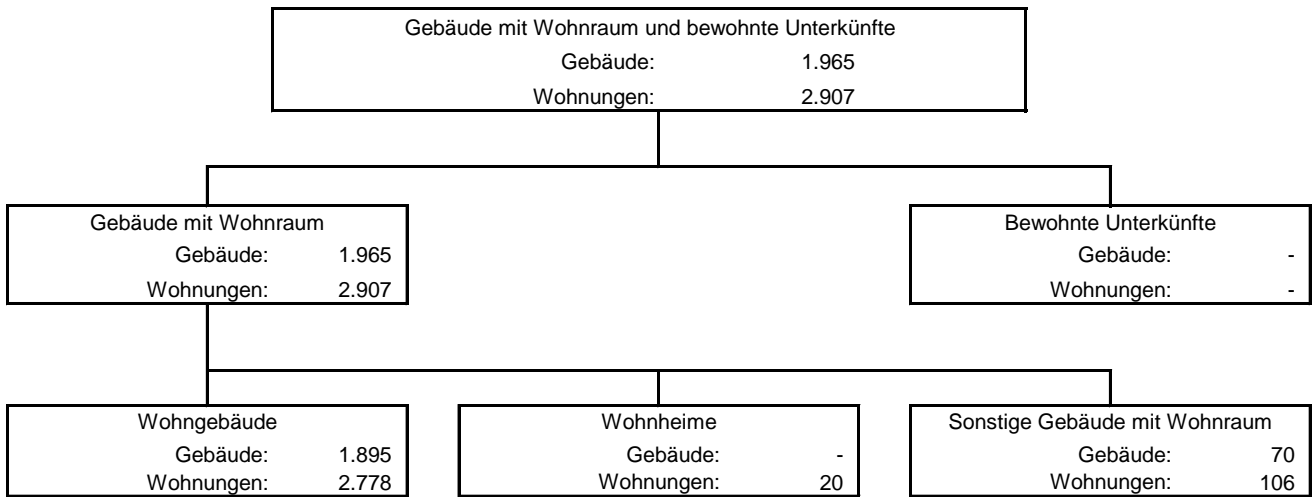 Gebäude mit Wohnraum und bewohnte Unterkünfte
Gebäude: 1.965
Wohnungen: 2.907
Gebäude mit Wohnraum
Gebäude: 1.965
Wohnungen: 2.907
Bewohnte Unterkünfte
Gebäude: -
Wohnungen: -
Wohngebäude
Gebäude: 1.895
Wohnungen: 2.778
Wohnheime
Gebäude: -
Wohnungen: 20
Sonstige Gebäude mit Wohnraum
Gebäude: 70
Wohnungen: 106